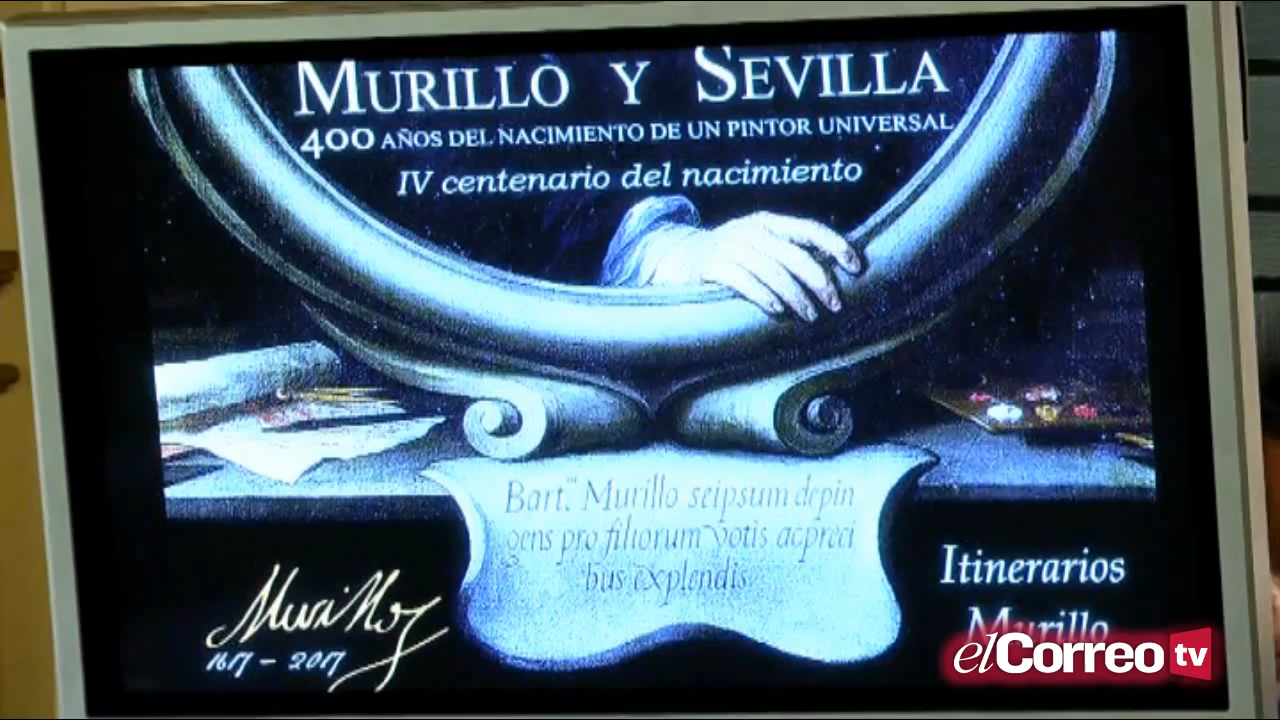 MURILLO Y SEVILLA
400 AÑOS DEL NACIMIENTO DE UN PINTOR UNIVERSAL
IV centenario del nacimiento
Bart.ᵐ Murillo seipsum depin
gens pro filiorum votis acpreci
bus explendis
Itinerarios
Murillo
Murillo
1617 - 2017
elCorreo tv